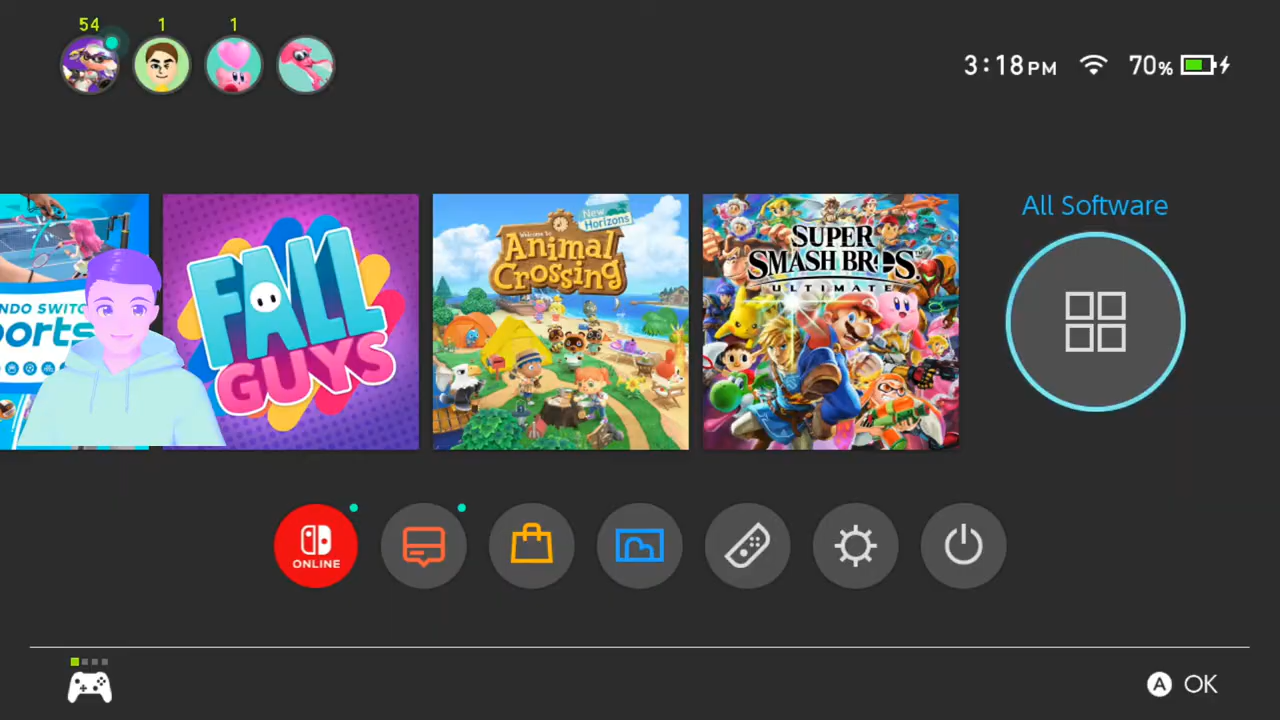 54 1 1
3:18PM 70%
All Software
NDO SWITC
ports
FALL
GUYS
New
Horizons
Welcome to
Animal
Crossing
SUPER
SMASH BROS.
ULTIMATE
ONLINE
A OK